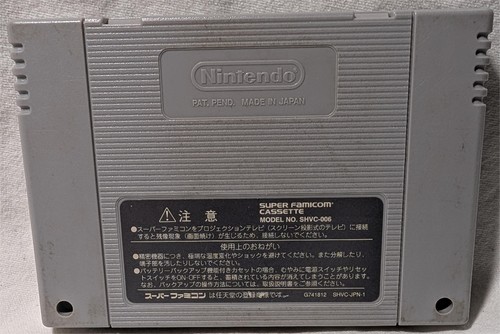 Nintendo
PAT. PEND. MADE IN JAPAN
⚠注意
SUPER FAMICOM
CASSETTE
MODEL NO. SHVC-006
●スーパーファミコンをプロジェクションテレビ(スクリーン投影式のテレビ)に接続
すると残像現象(画面焼け)が生じるため、接続しないでください。
使用上のおねがい
●精密機器につき、極端な温度変化やショックを避けてください。また分解したり、
端子部を汚したりしないでください。
●バッテリーバックアップ機能付きカセットの場合、むやみに電源スイッチやリセ
ットスイッチをON・OFFすると、蓄積されている内容が消えてしまうことがあります。
なお、バックアップの操作方法については、取扱説明書をご参照ください。
スーパーファミコンは任天堂の登録商標です。
G741812 SHVC-JPN-1